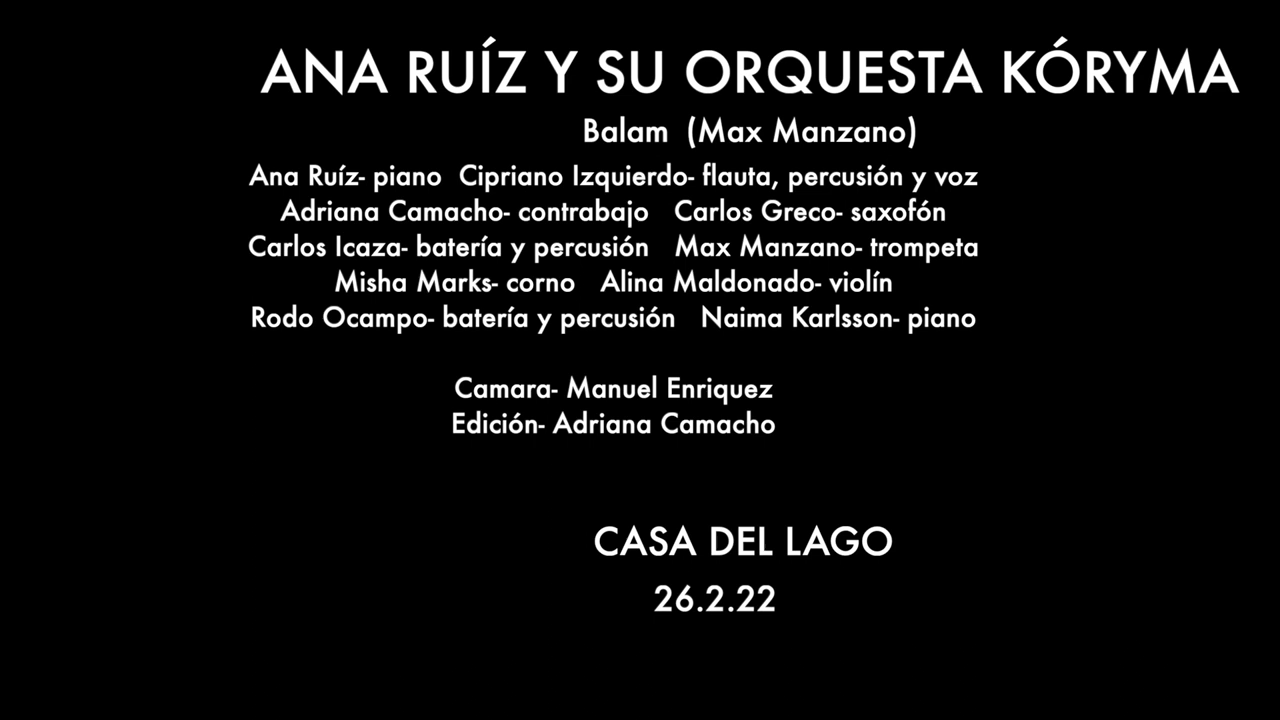 ANA RUÍZ Y SU ORQUESTA KÓRYMA
Balam (Max Manzano)
Ana Ruíz- piano Cipriano Izquierdo- flauta, percusión y voz
Adriana Camacho- contrabajo Carlos Greco- saxofón
Carlos Icaza- batería y percusión Max Manzano- trompeta
Misha Marks- corno Alina Maldonado- violín
Rodo Ocampo- batería y percusión Naima Karlsson- piano
Camara- Manuel Enriquez
Edición- Adriana Camacho
CASA DEL LAGO
26.2.22